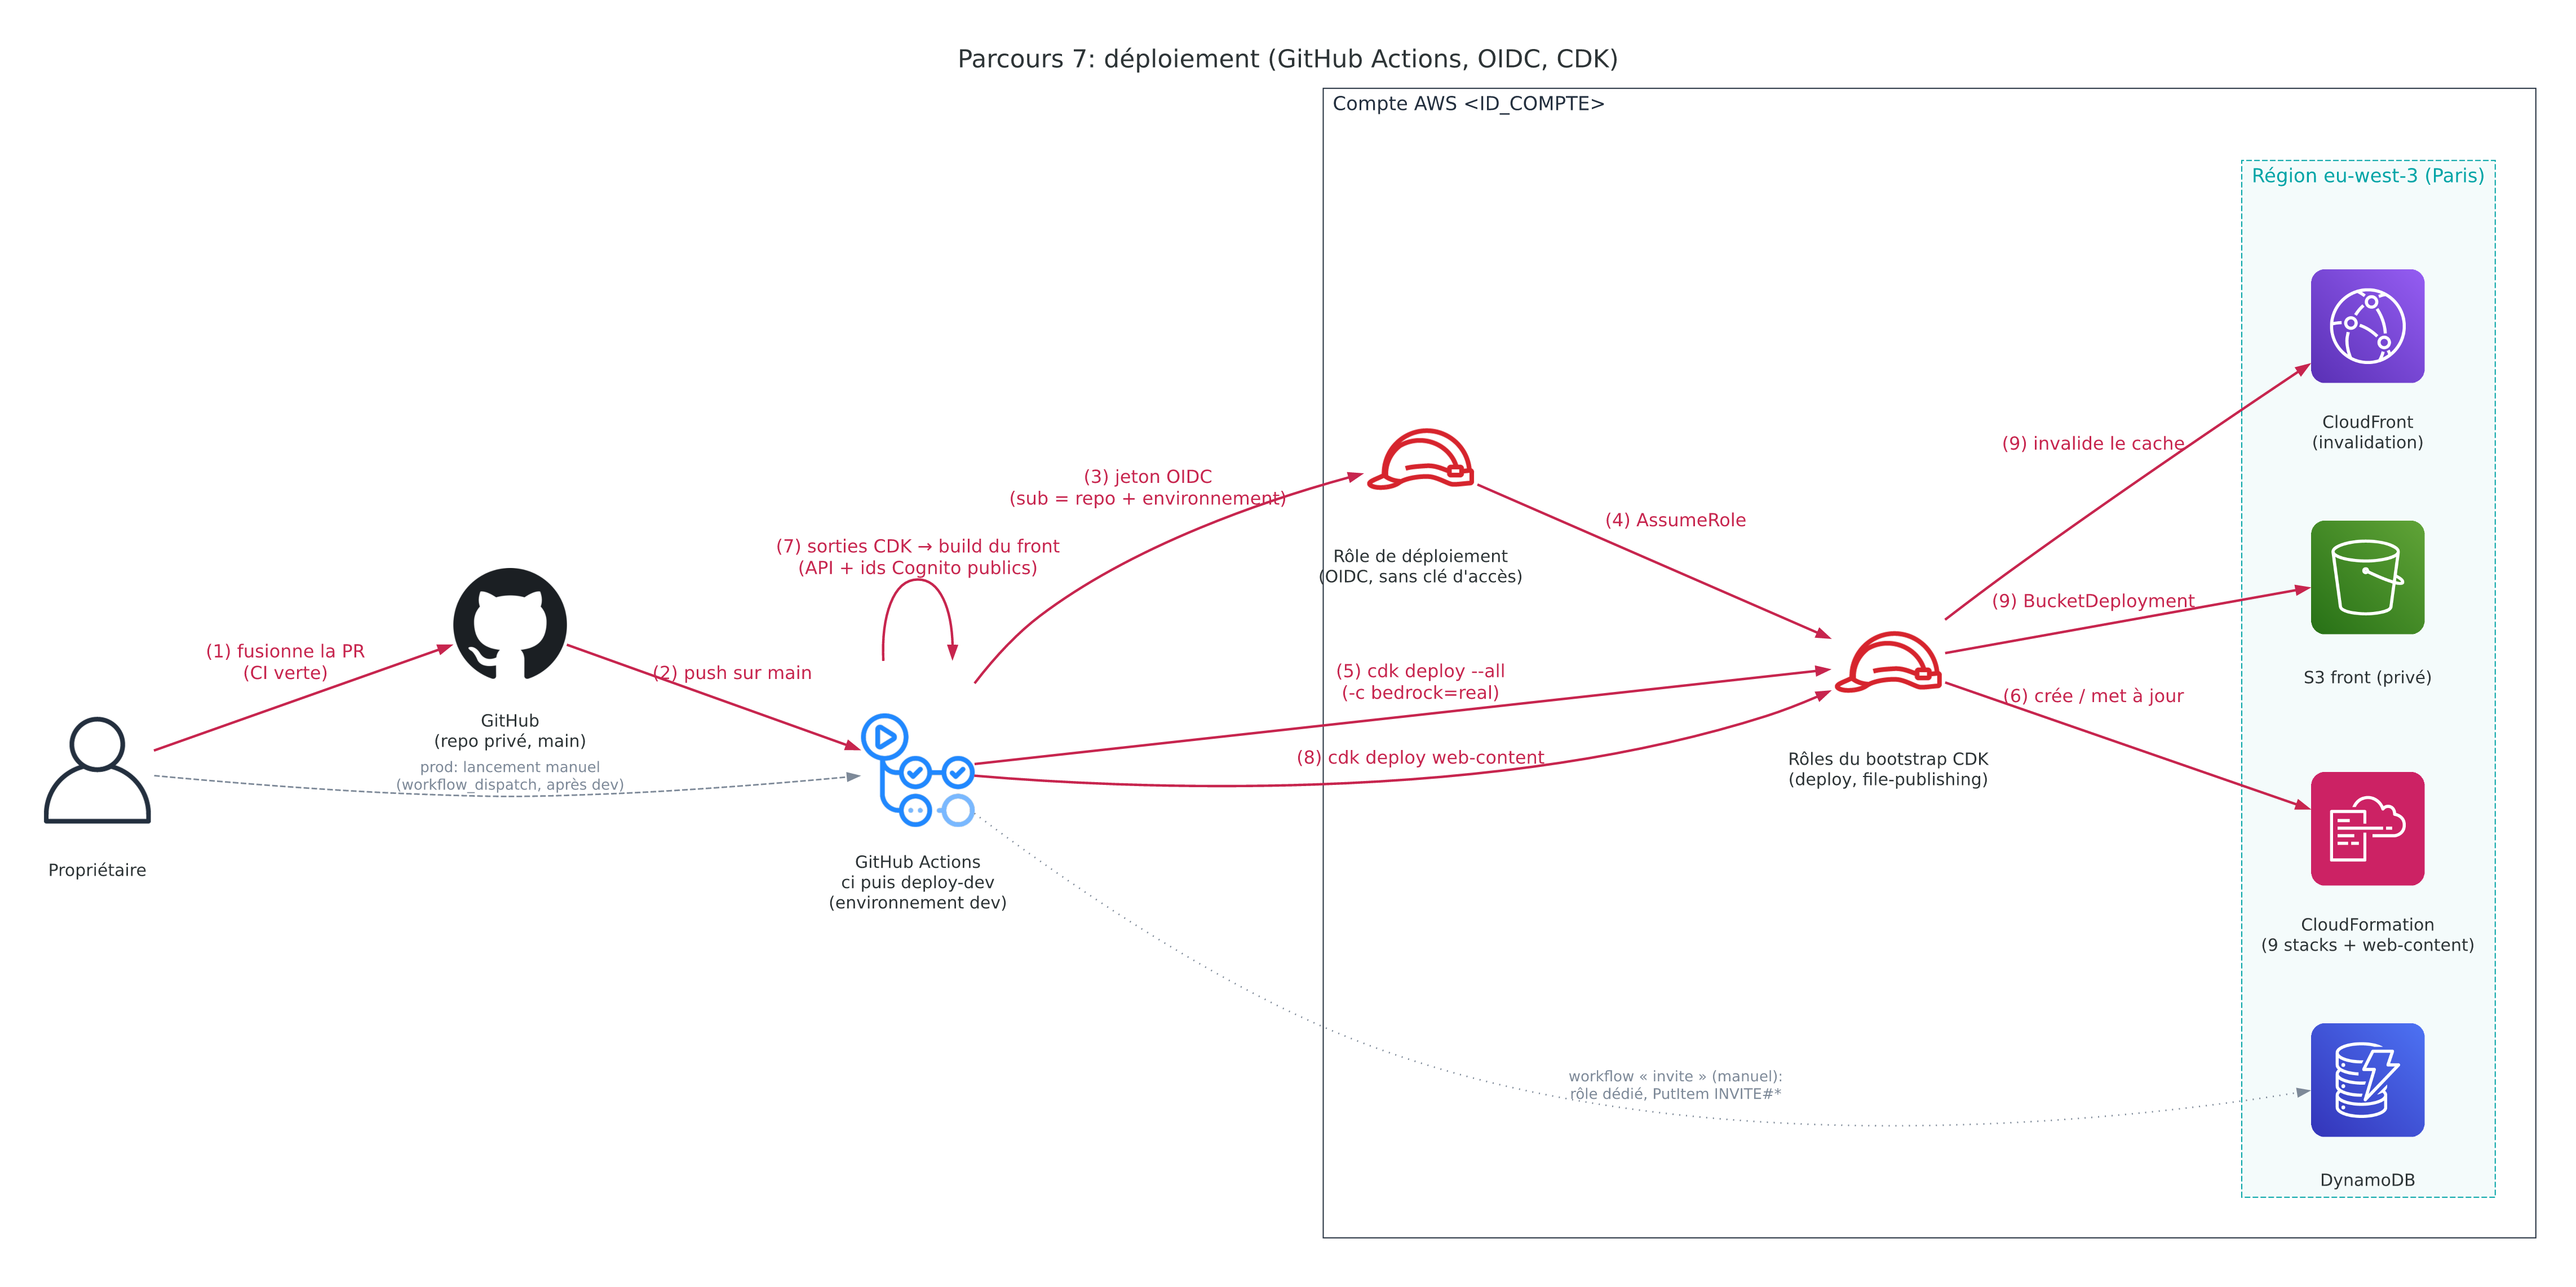 Parcours 7: déploiement (GitHub Actions, OIDC, CDK)
Compte AWS <ID_COMPTE>
Région eu-west-3 (Paris)
CloudFront
(invalidation)
(9) invalide le cache
(3) jeton OIDC
(sub = repo + environnement)
(4) AssumeRole
(7) sorties CDK → build du front
(API + ids Cognito publics)
Rôle de déploiement
(OIDC, sans clé d'accès)
(9) BucketDeployment
S3 front (privé)
(1) fusionne la PR
(CI verte)
(2) push sur main
(5) cdk deploy --all
(-c bedrock=real)
(6) crée / met à jour
GitHub
(repo privé, main)
prod: lancement manuel
(workflow_dispatch, après dev)
(8) cdk deploy web-content
Rôles du bootstrap CDK
(deploy, file-publishing)
Propriétaire
GitHub Actions
ci puis deploy-dev
(environnement dev)
CloudFormation
(9 stacks + web-content)
workflow « invite » (manuel):
rôle dédié, PutItem INVITE#*
DynamoDB